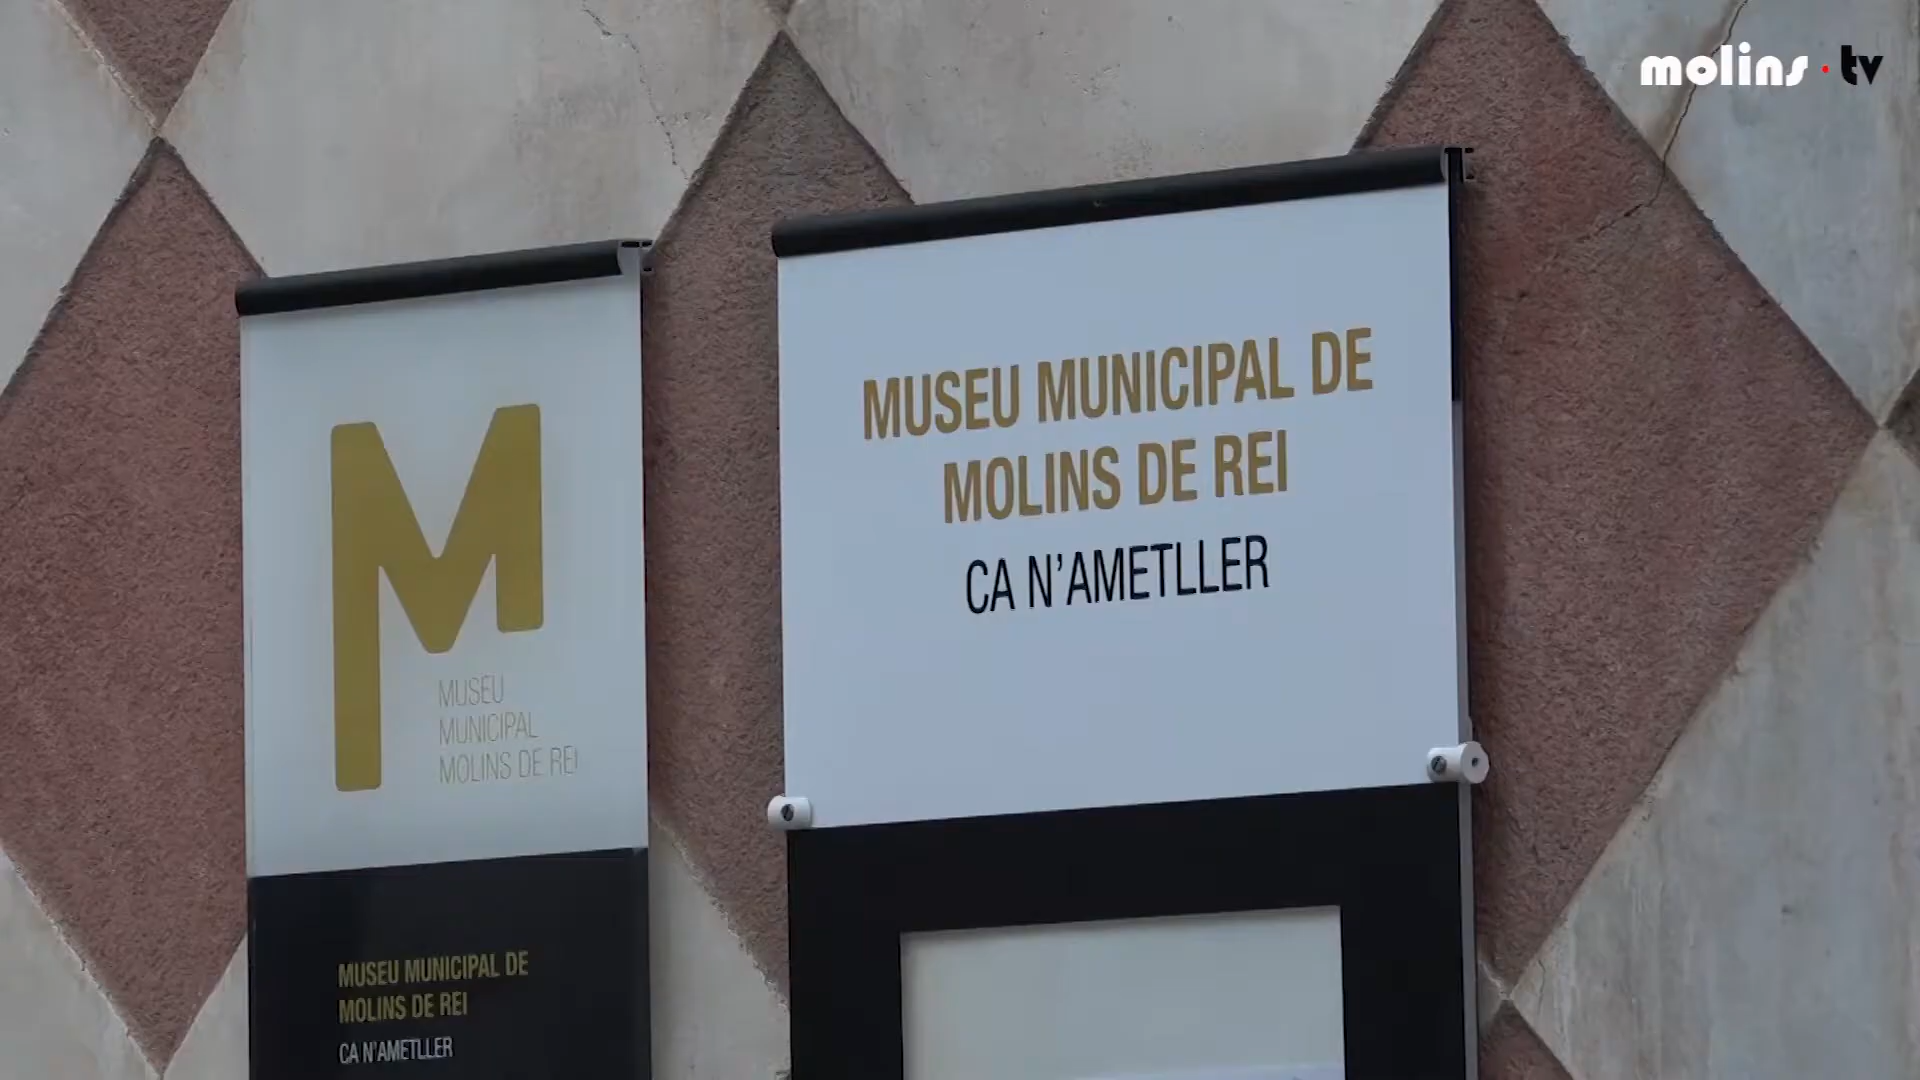 molins.tv
M
MUSEU
MUNICIPAL
MOLINS DE REI
MUSEU MUNICIPAL DE
MOLINS DE REI
CA N'AMETLLER
MUSEU MUNICIPAL DE
MOLINS DE REI
CA N'AMETLLER